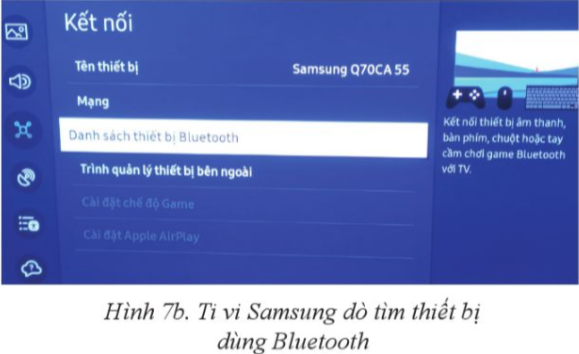 Kết nối
Tên thiết bị Samsung Q70CA 55
Mạng
Danh sách thiết bị Bluetooth
Trình quản lý thiết bị bên ngoài
Cài đặt chế độ Game
Cài đặt Apple AirPlay
Kết nối thiết bị âm thanh,
bàn phím, chuột hoặc tay
cầm chơi game Bluetooth
với TV.
Hình 7b. Ti vi Samsung dò tìm thiết bị
dùng Bluetooth